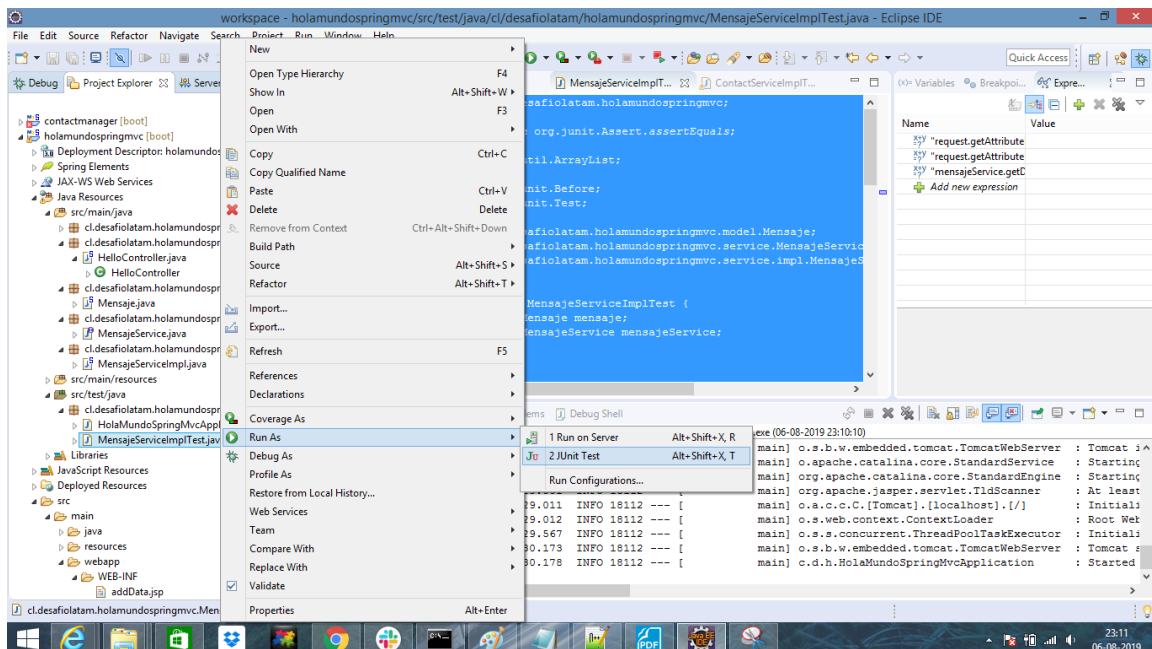 workspace - holamundospringmvc/src/test/java/cl/desafiolatam/holamundospringmvc/MensajeServiceImplTest.java - Eclipse IDE
File Edit Source Refactor Navigate Search Project Run Window Help
Quick Access
Debug Project Explorer Server
contactmanager [boot]
holamundospringmvc [boot]
Deployment Descriptor: holamundos
Spring Elements
JAX-WS Web Services
Java Resources
src/main/java
cl.desafiolatam.holamundospr
cl.desafiolatam.holamundospr
HelloController.java
HelloController
cl.desafiolatam.holamundospr
Mensaje.java
cl.desafiolatam.holamundospr
MensajeService.java
cl.desafiolatam.holamundospr
MensajeServiceImpl.java
src/main/resources
src/test/java
cl.desafiolatam.holamundospr
HolaMundoSpringMvcAppl
MensajeServiceImplTest.jav
Libraries
JavaScript Resources
Deployed Resources
src
main
java
resources
webapp
WEB-INF
addData.jsp
New
Open Type Hierarchy F4
Show In Alt+Shift+W
Open F3
Open With
Copy Ctrl+C
Copy Qualified Name
Paste Ctrl+V
Delete Delete
Remove from Context Ctrl+Alt+Shift+Down
Build Path
Source Alt+Shift+S
Refactor Alt+Shift+T
Import...
Export...
Refresh F5
References
Declarations
Coverage As
Run As
Debug As
Profile As
Restore from Local History...
Web Services
Team
Compare With
Replace With
Validate
Properties Alt+Enter
1 Run on Server Alt+Shift+X, R
2 JUnit Test Alt+Shift+X, T
Run Configurations...
MensajeServiceImplT... ContactServiceImplT...
safiolatam.holamundospringmvc;
org.junit.Assert.assertEquals;
til.ArrayList;
nit.Before;
nit.Test;
afiolatam.holamundospringmvc.model.Mensaje;
afiolatam.holamundospringmvc.service.MensajeServic
afiolatam.holamundospringmvc.service.impl.MensajeS
MensajeServiceImplTest {
ensaje mensaje;
ensajeService mensajeService;
Variables Breakpoi... Expre...
Name Value
"request.getAttribute
"request.getAttribute
"mensajeService.getD
Add new expression
ems Debug Shell
.exe (06-08-2019 23:10:10)
main] o.s.b.w.embedded.tomcat.TomcatWebServer : Tomcat i
main] o.apache.catalina.core.StandardService : Starting
main] org.apache.catalina.core.StandardEngine : Starting
main] org.apache.jasper.servlet.TldScanner : At least
29.011 INFO 18112 --- [ main] o.a.c.c.C.[Tomcat].[localhost].[/] : Initiali
29.012 INFO 18112 --- [ main] o.s.web.context.ContextLoader : Root Web
29.567 INFO 18112 --- [ main] o.s.s.concurrent.ThreadPoolTaskExecutor : Initiali
30.173 INFO 18112 --- [ main] o.s.b.w.embedded.tomcat.TomcatWebServer : Tomcat s
30.178 INFO 18112 --- [ main] c.d.h.HolaMundoSpringMvcApplication : Started
cl.desafiolatam.holamundospringmvc.Men
23:11
06-08-2019